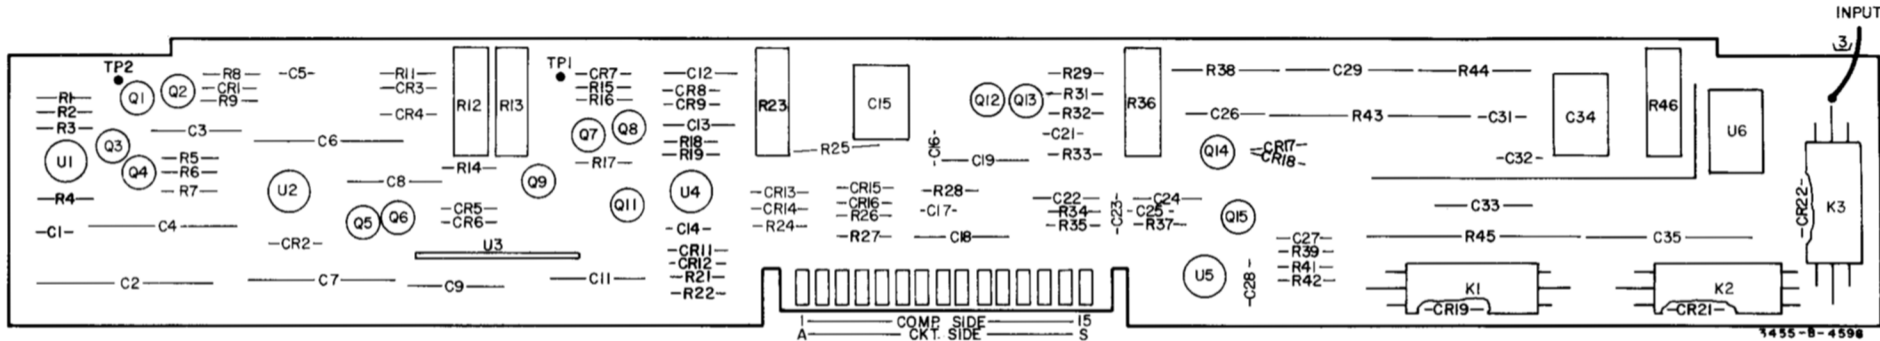 INPUT
3
TP2
Q1
Q2
R1
R2
R3
Q3
U1
Q4
R4
C1
C2
R8
CR1
R9
C3
R5
R6
R7
C4
C5
C6
U2
CR2
C7
R11
CR3
CR4
C8
Q5
Q6
R12
R13
R14
CR5
CR6
U3
C9
TP1
CR7
R15
R16
Q7
Q8
R17
Q9
Q11
C11
C12
CR8
CR9
C13
R18
R19
U4
C14
CR11
CR12
R21
R22
R23
CR13
CR14
R24
C15
R25
CR15
CR16
R26
R27
C16
C19
R28
C17
C18
Q12
Q13
R29
R31
R32
C21
R33
C22
R34
R35
C23
R36
C24
C25
R37
R38
C26
Q14
CR17
CR18
Q15
U5
C28
C27
R39
R41
R42
C29
R43
R44
C31
C32
C33
R45
C34
C35
R46
U6
CR22
K3
K1
CR19
K2
CR21
1 COMP. SIDE 15
A CKT. SIDE S
3455-B-4598